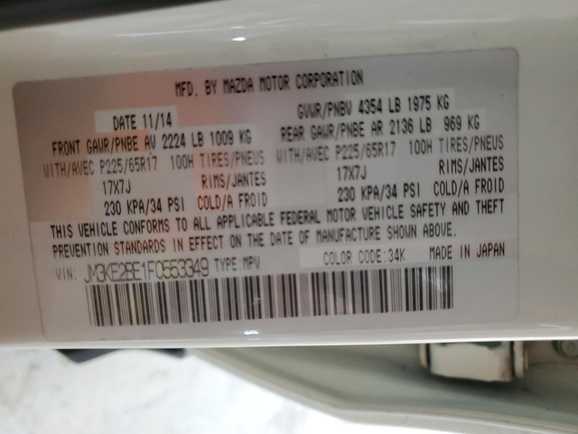 MFD. BY MAZDA MOTOR CORPORATION
DATE 11/14 GVWR/PNBV 4354 LB 1975 KG
FRONT GAWR/PNBE AV 2224 LB 1009 KG REAR GAWR/PNBE AR 2136 LB 969 KG
WITH/AVEC P225/65R17 100H TIRES/PNEUS WITH/AVEC P225/65R17 100H TIRES/PNEUS
17X7J RIMS/JANTES 17X7J RIMS/JANTES
230 KPA/34 PSI COLD/A FROID 230 KPA/34 PSI COLD/A FROID
THIS VEHICLE CONFORMS TO ALL APPLICABLE FEDERAL MOTOR VEHICLE SAFETY AND THEFT
PREVENTION STANDARDS IN EFFECT ON THE DATE OF MANUFACTURE SHOWN ABOVE.
VIN: JM3KE2BE1F0553349 TYPE:MPV COLOR CODE:34K MADE IN JAPAN